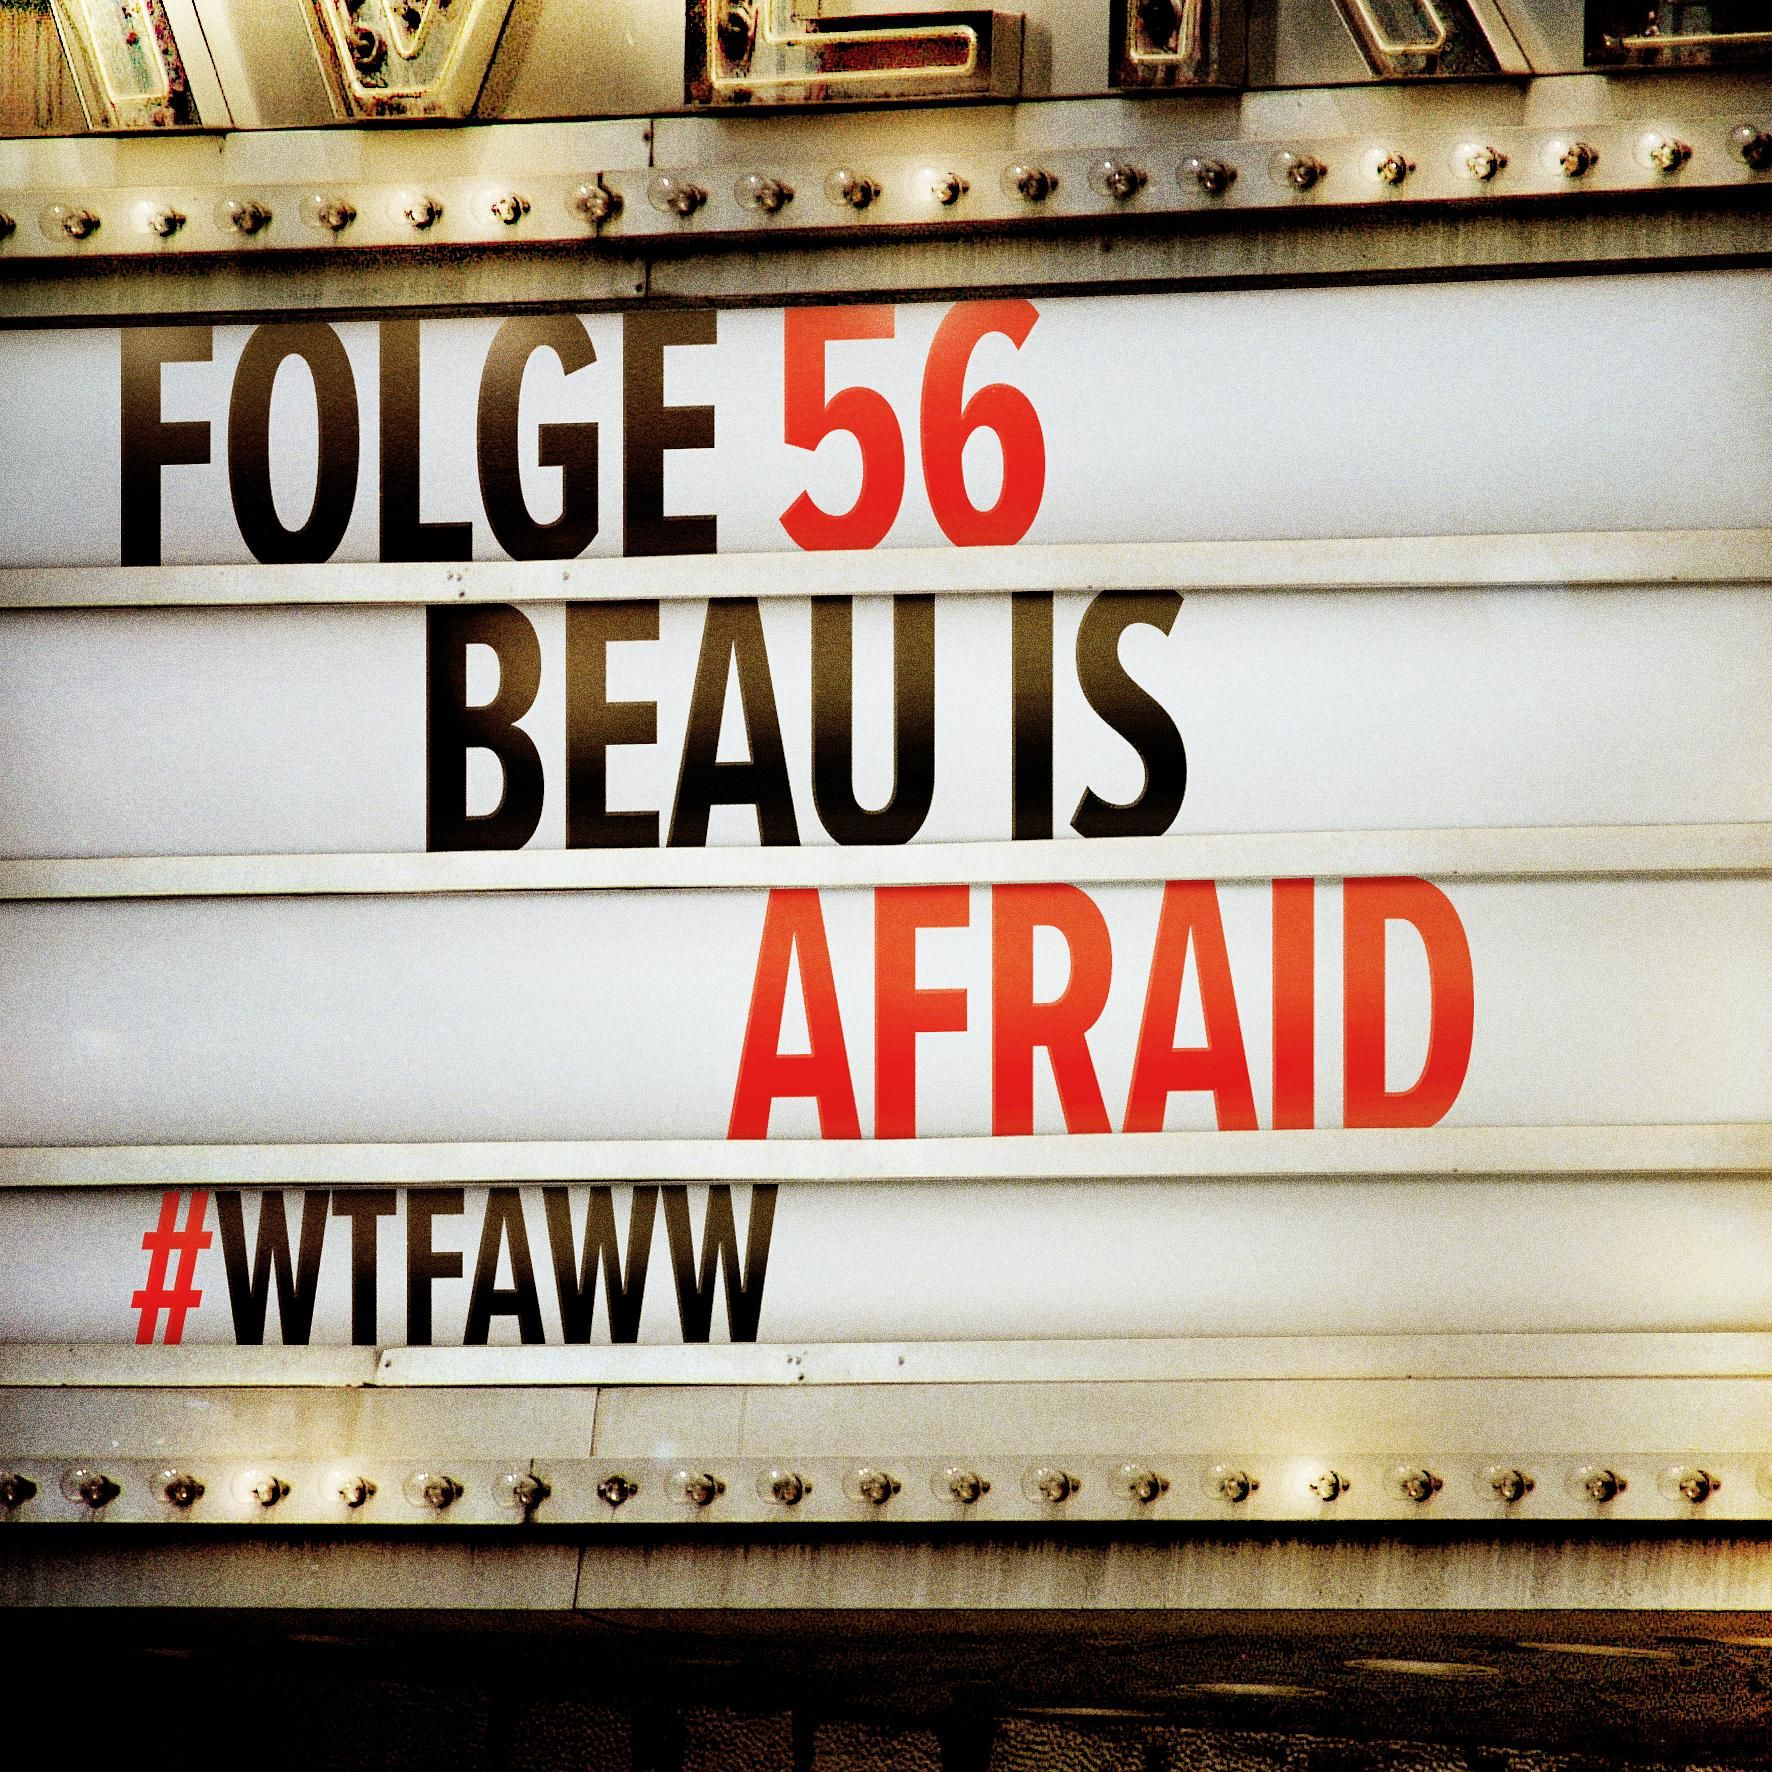 FOLGE 56
BEAU IS
AFRAID
#WTFAWW